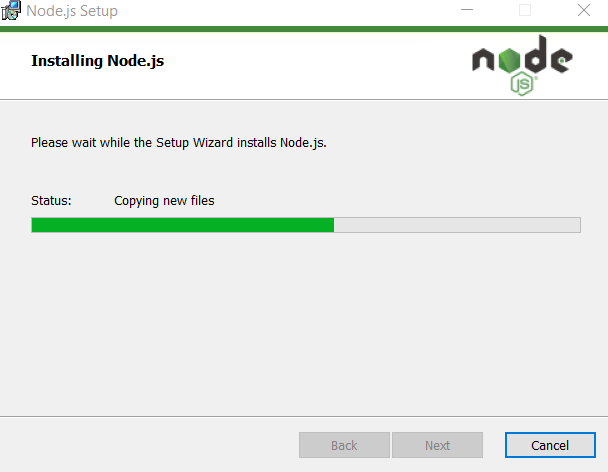 Node.js Setup
Installing Node.js
node
JS
Please wait while the Setup Wizard installs Node.js.
Status: Copying new files
Back Next Cancel